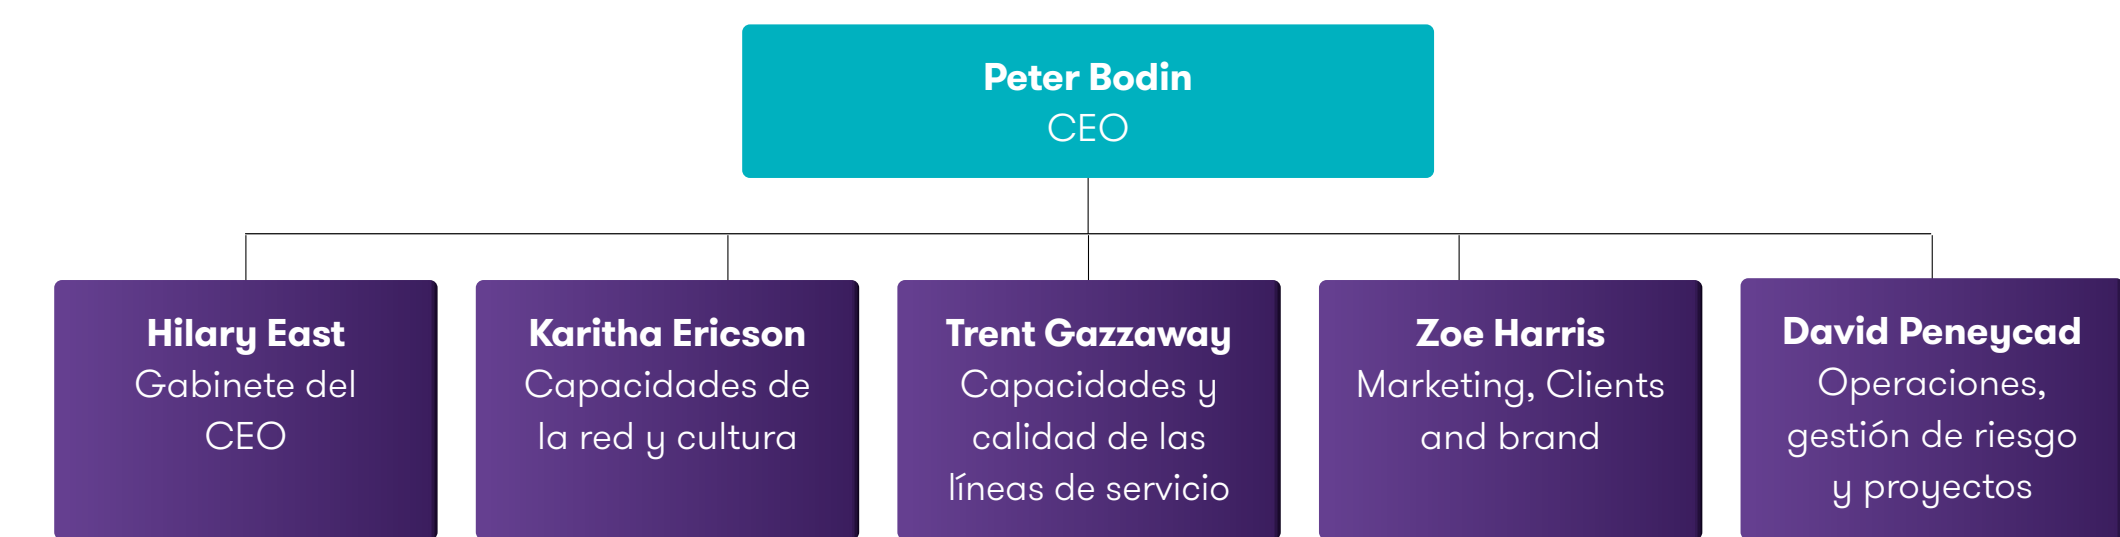 Peter Bodin
CEO
Hilary East
Gabinete del
CEO
Karitha Ericson
Capacidades de
la red y cultura
Trent Gazzaway
Capacidades y
calidad de las
líneas de servicio
Zoe Harris
Marketing, Clients
and brand
David Peneycad
Operaciones,
gestión de riesgo
y proyectos